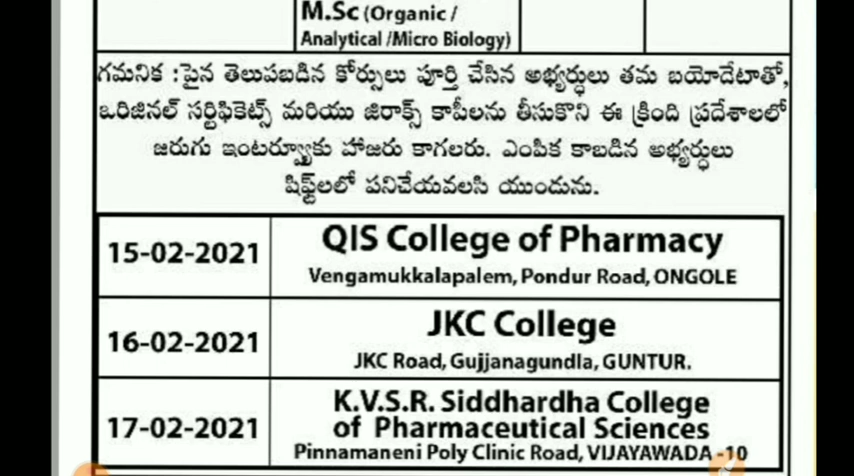 M.Sc (Organic /
Analytical /Micro Biology)
గమనిక : పైన తెలుపబడిన కోర్సులు పూర్తి చేసిన అభ్యర్ధులు తమ బయోడేటాతో,
ఒరిజినల్ సర్టిఫికెట్స్ మరియు జిరాక్స్ కాపీలను తీసుకొని ఈ క్రింది ప్రదేశాలలో
జరుగు ఇంటర్వ్యూకు హాజరు కాగలరు. ఎంపిక కాబడిన అభ్యర్ధులు
షిఫ్ట్‌లలో పనిచేయవలసి యుండును.
15-02-2021
QIS College of Pharmacy
Vengamukkalapalem, Pondur Road, ONGOLE
16-02-2021
JKC College
JKC Road, Gujjanagundla, GUNTUR.
17-02-2021
K.V.S.R. Siddhardha College
of Pharmaceutical Sciences
Pinnamaneni Poly Clinic Road, VIJAYAWADA -10